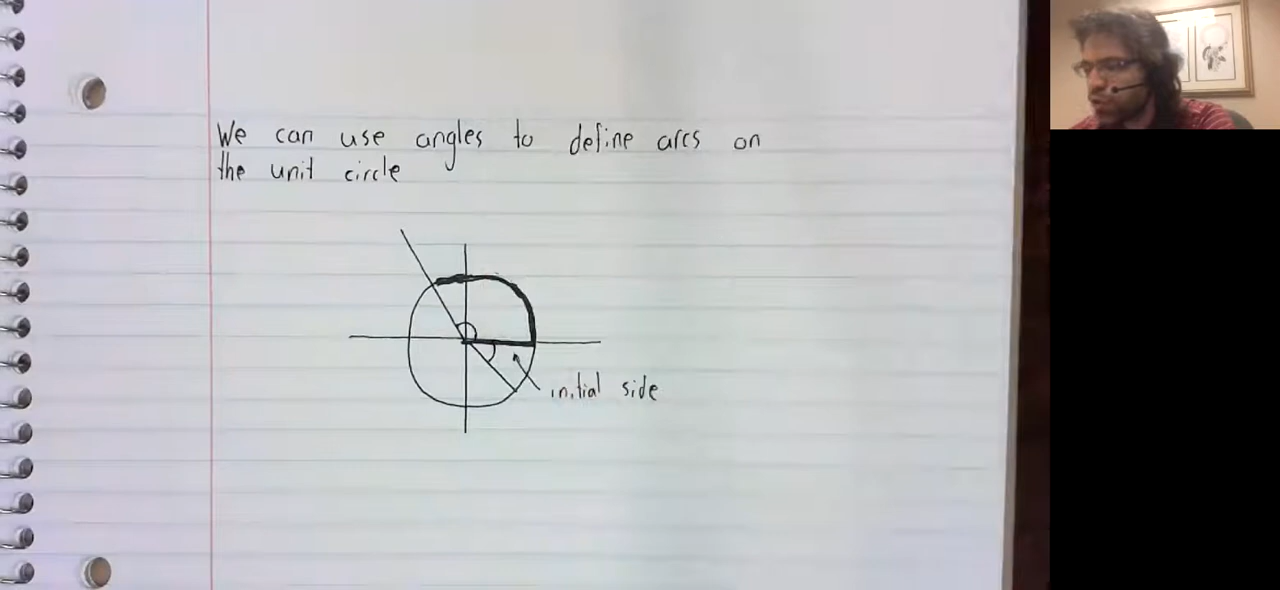 We can use angles to define arcs on
the unit circle
initial side